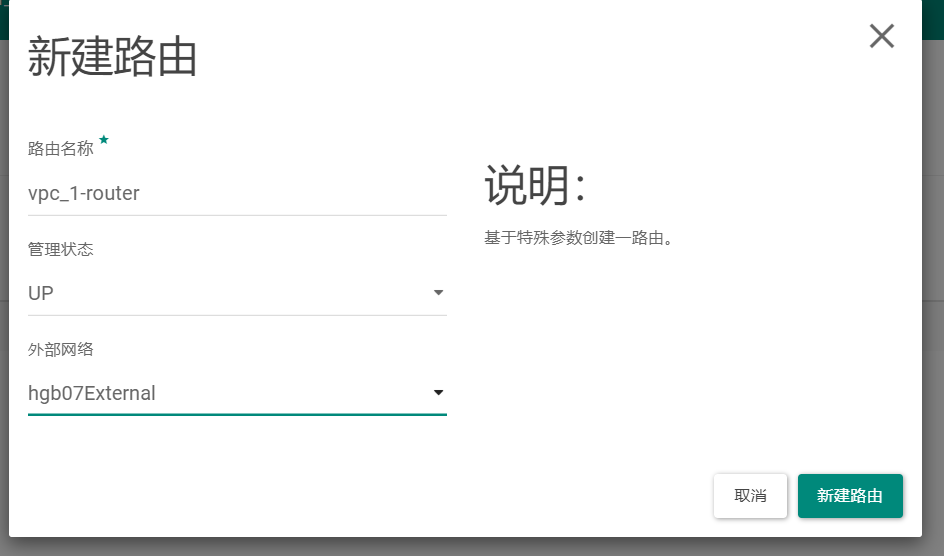 新建路由
路由名称 ★
vpc_1-router
管理状态
UP
外部网络
hgb07External
说明：
基于特殊参数创建一路由。
取消
新建路由